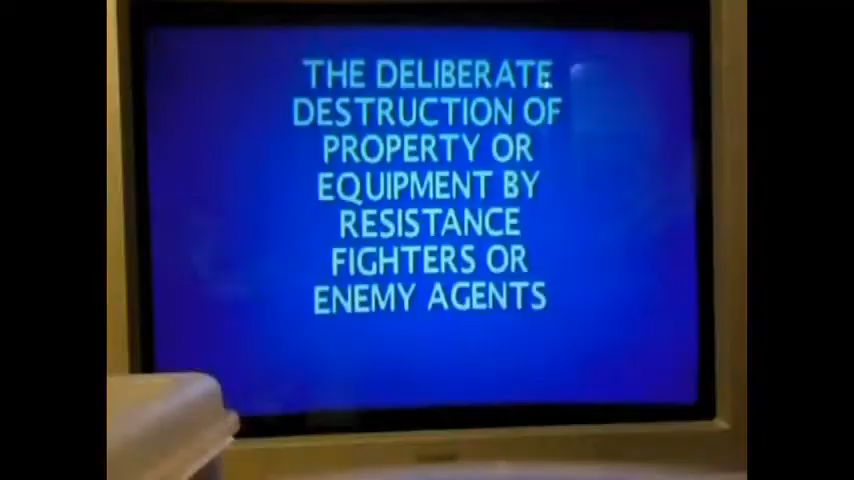 THE DELIBERATE
DESTRUCTION OF
PROPERTY OR
EQUIPMENT BY
RESISTANCE
FIGHTERS OR
ENEMY AGENTS